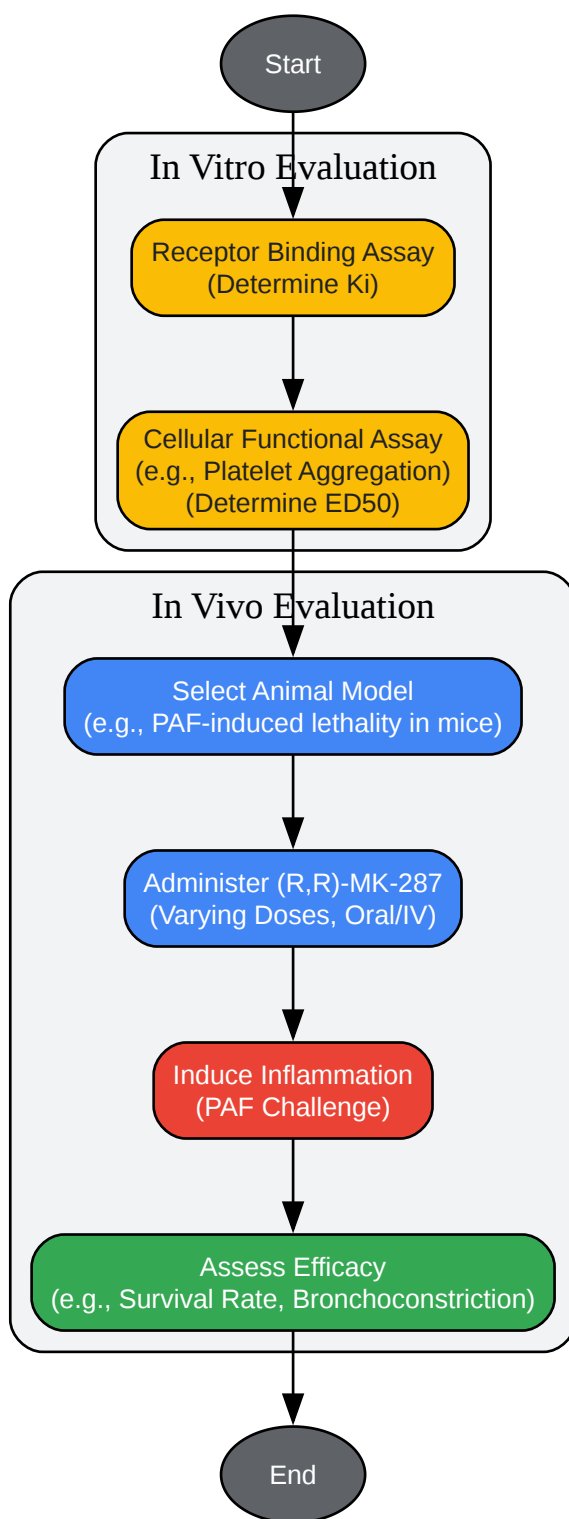 Start
In Vitro Evaluation
Receptor Binding Assay
(Determine Ki)
Cellular Functional Assay
(e.g., Platelet Aggregation)
(Determine ED50)
In Vivo Evaluation
Select Animal Model
(e.g., PAF-induced lethality in mice)
Administer (R,R)-MK-287
(Varying Doses, Oral/IV)
Induce Inflammation
(PAF Challenge)
Assess Efficacy
(e.g., Survival Rate, Bronchoconstriction)
End